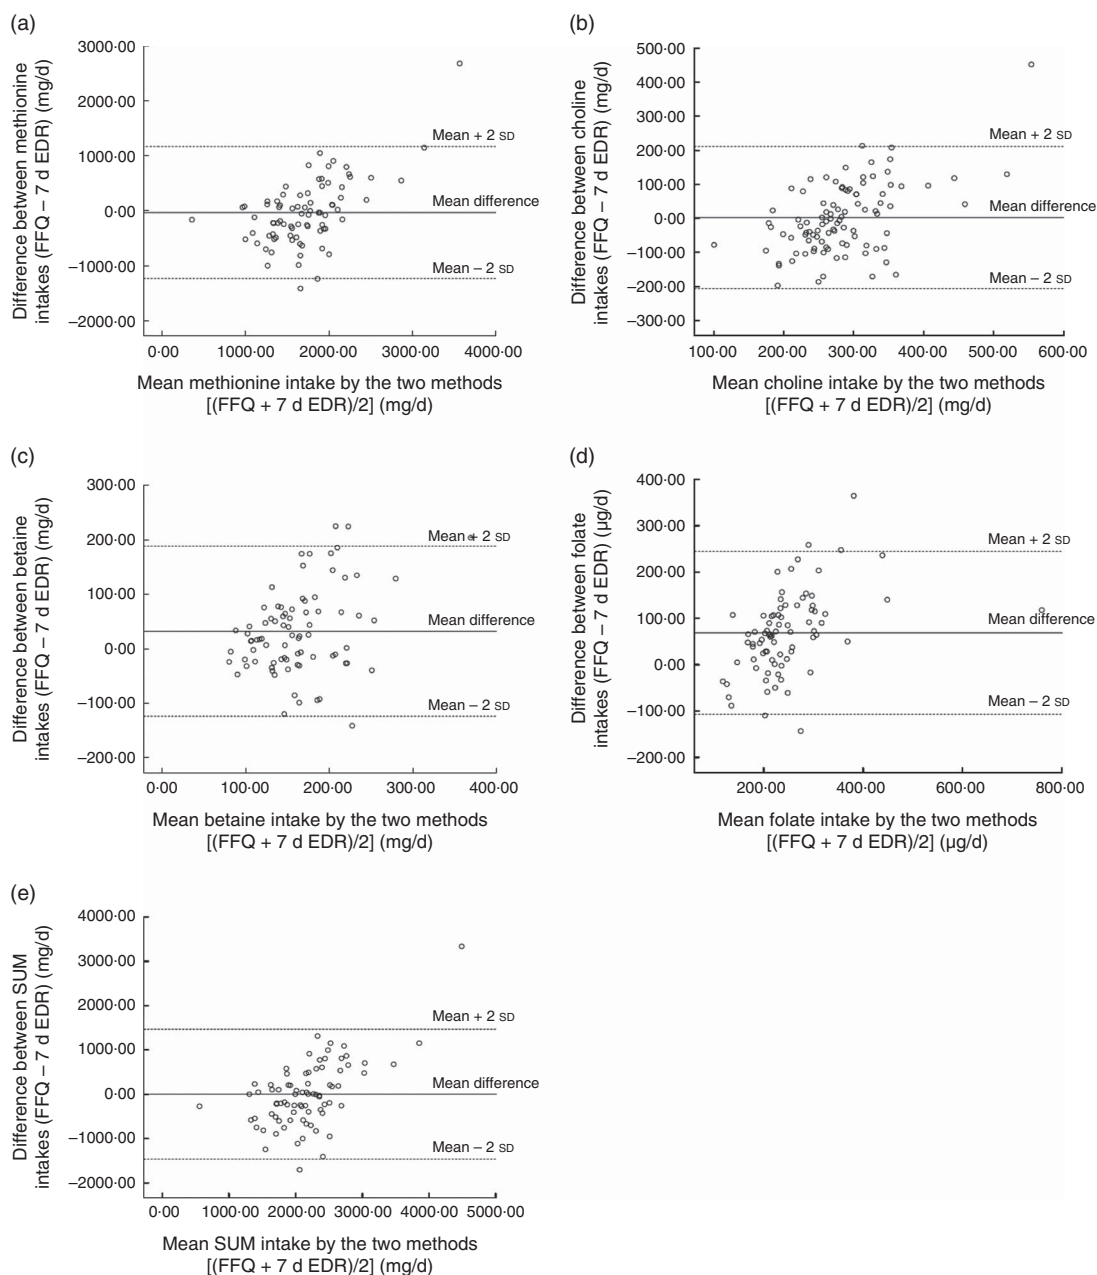 (a)
3000·00
2000·00
1000·00
0·00
−1000·00
−2000·00
Difference between methionine
intakes (FFQ − 7 d EDR) (mg/d)
Mean + 2 SD
Mean difference
Mean − 2 SD
0·00 1000·00 2000·00 3000·00 4000·00
Mean methionine intake by the two methods
[(FFQ + 7 d EDR)/2] (mg/d)
(b)
500·00
400·00
300·00
200·00
100·00
0·00
−100·00
−200·00
−300·00
Difference between choline
intakes (FFQ − 7 d EDR) (mg/d)
Mean + 2 SD
Mean difference
Mean − 2 SD
100·00 200·00 300·00 400·00 500·00 600·00
Mean choline intake by the two methods
[(FFQ + 7 d EDR)/2] (mg/d)
(c)
300·00
200·00
100·00
0·00
−100·00
−200·00
Difference between betaine
intakes (FFQ − 7 d EDR) (mg/d)
Mean + 2 SD
Mean difference
Mean − 2 SD
0·00 100·00 200·00 300·00 400·00
Mean betaine intake by the two methods
[(FFQ + 7 d EDR)/2] (mg/d)
(d)
400·00
300·00
200·00
100·00
0·00
−100·00
−200·00
Difference between folate
intakes (FFQ − 7 d EDR) (μg/d)
Mean + 2 SD
Mean difference
Mean − 2 SD
200·00 400·00 600·00 800·00
Mean folate intake by the two methods
[(FFQ + 7 d EDR)/2] (μg/d)
(e)
4000·00
3000·00
2000·00
1000·00
0·00
−1000·00
−2000·00
Difference between SUM
intakes (FFQ − 7 d EDR) (mg/d)
Mean + 2 SD
Mean difference
Mean − 2 SD
0·00 1000·00 2000·00 3000·00 4000·00 5000·00
Mean SUM intake by the two methods
[(FFQ + 7 d EDR)/2] (mg/d)